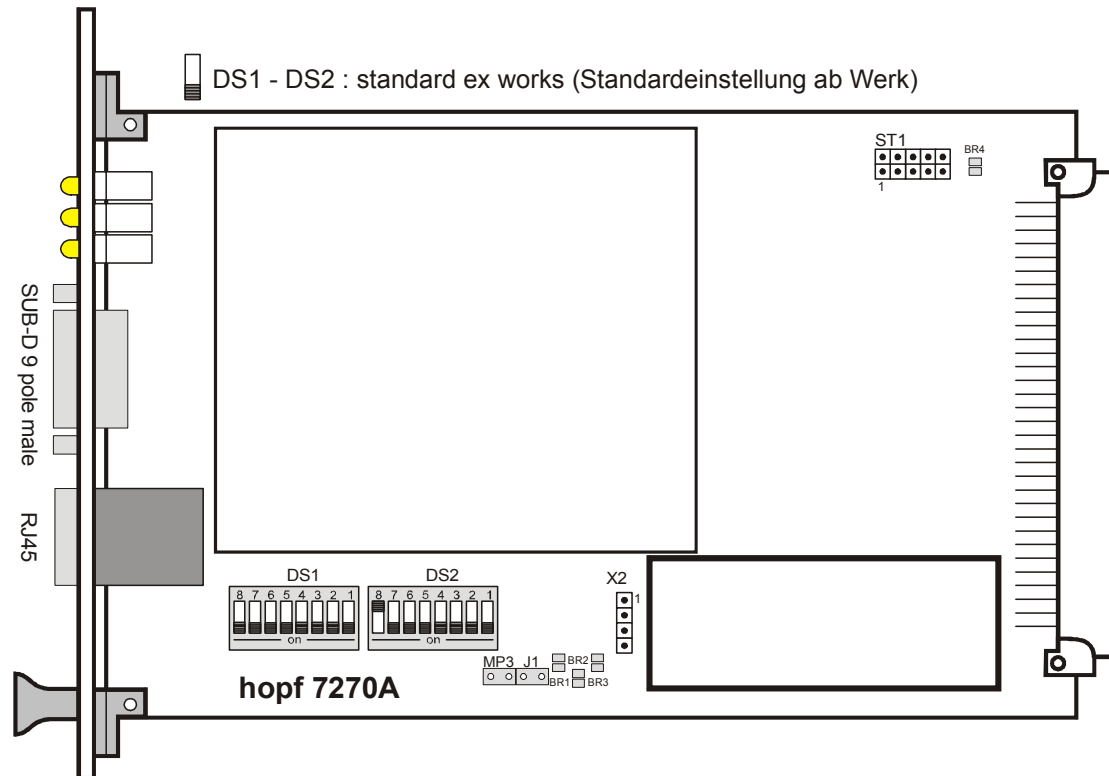 DS1 - DS2 : standard ex works (Standardeinstellung ab Werk)
ST1
BR4
1
SUB-D 9 pole male
RJ45
DS1
DS2
8 7 6 5 4 3 2 1
8 7 6 5 4 3 2 1
on
on
X2
1
MP3 J1
BR2
BR1
BR3
hopf 7270A